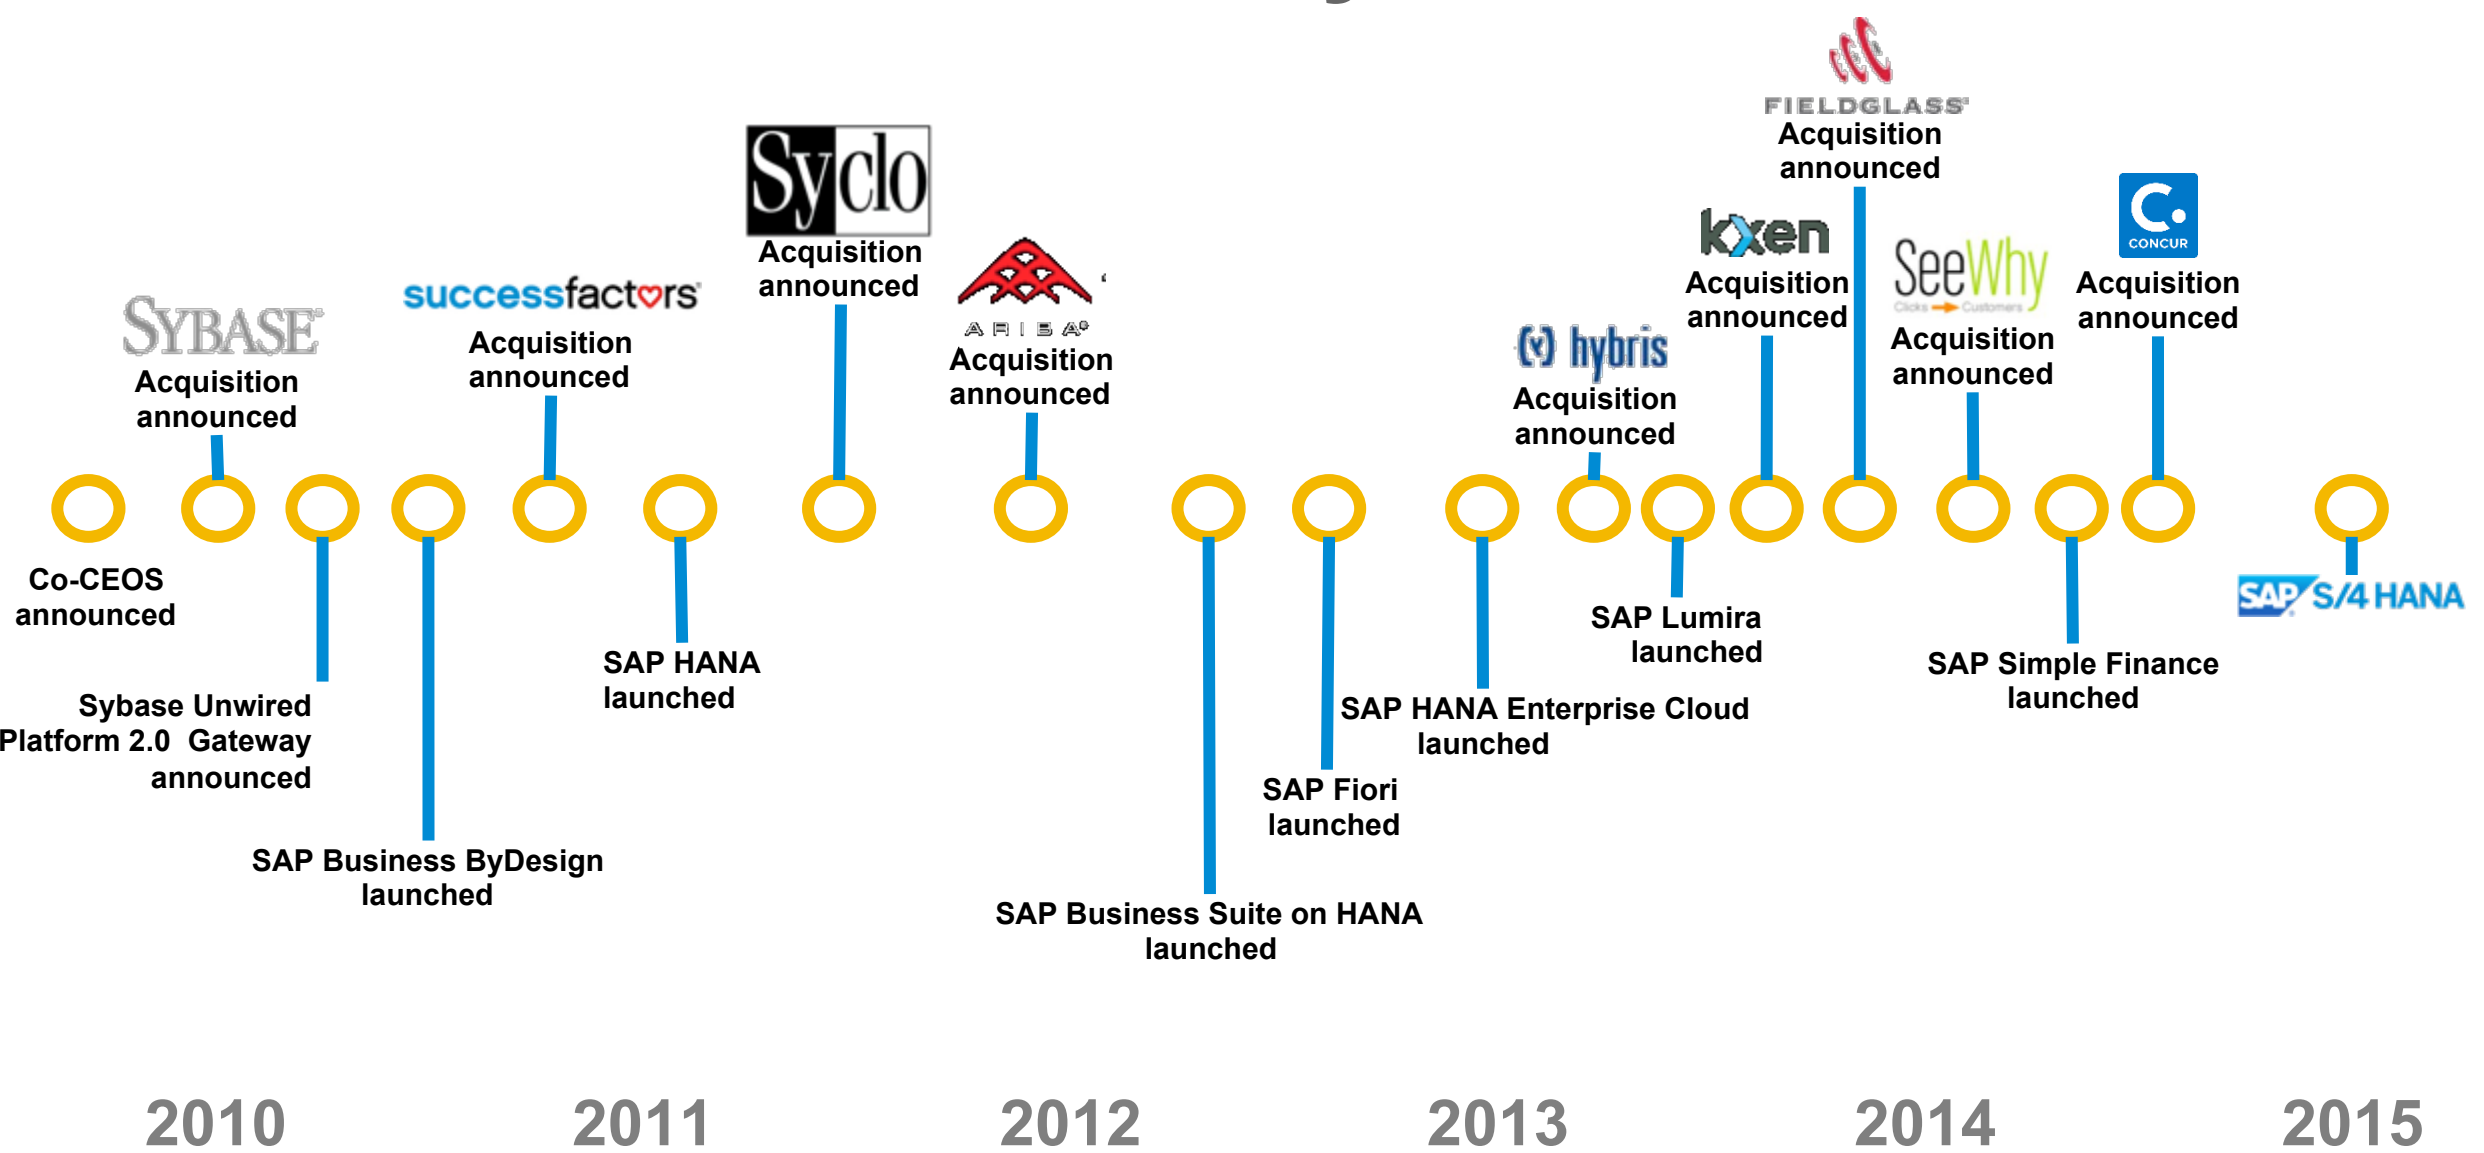 FIELDGLASS
Acquisition
announced
Syclo
Acquisition
announced
kxen
Acquisition
announced
C.
CONCUR
Acquisition
announced
SeeWhy
Clicks Customers
Acquisition
announced
successfactors
Acquisition
announced
ARIBA
Acquisition
announced
SYBASE
Acquisition
announced
(y) hybris
Acquisition
announced
Co-CEOS
announced
Sybase Unwired
Platform 2.0 Gateway
announced
SAP Business ByDesign
launched
SAP HANA
launched
SAP Business Suite on HANA
launched
SAP Fiori
launched
SAP HANA Enterprise Cloud
launched
SAP Lumira
launched
SAP Simple Finance
launched
SAP S/4 HANA
2010 2011 2012 2013 2014 2015